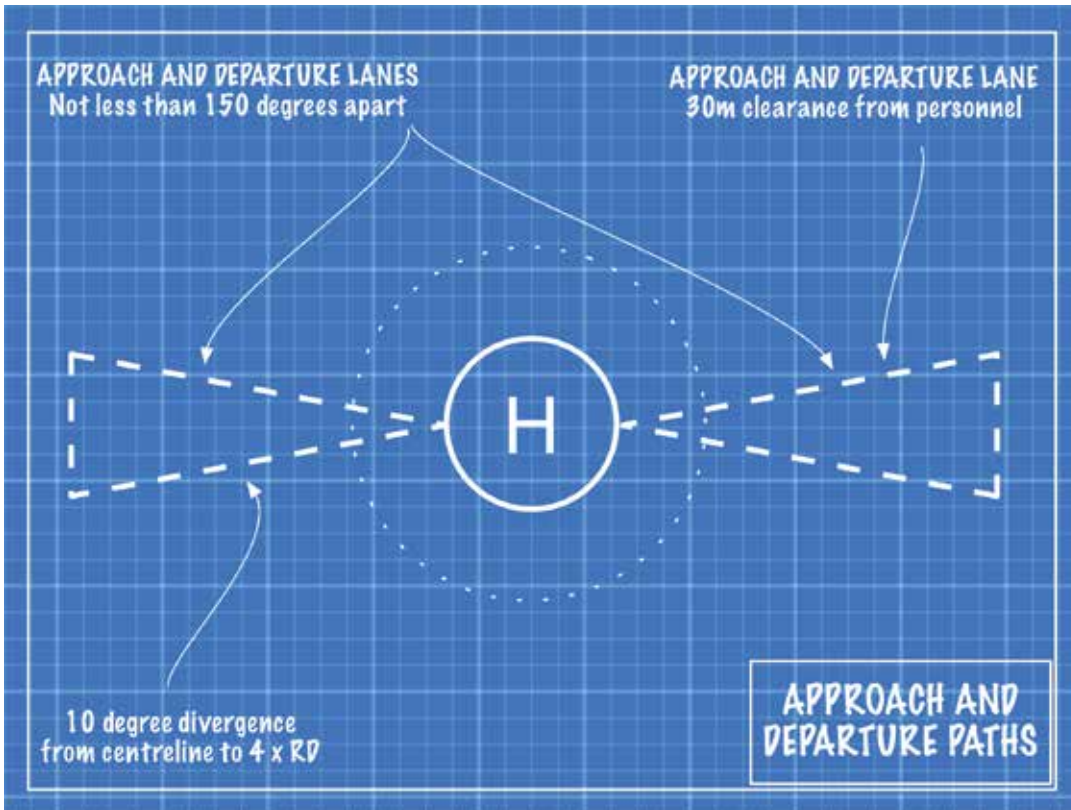 APPROACH AND DEPARTURE LANES
Not less than 150 degrees apart
APPROACH AND DEPARTURE LANE
30m clearance from personnel
H
10 degree divergence
from centreline to 4 x RD
APPROACH AND
DEPARTURE PATHS